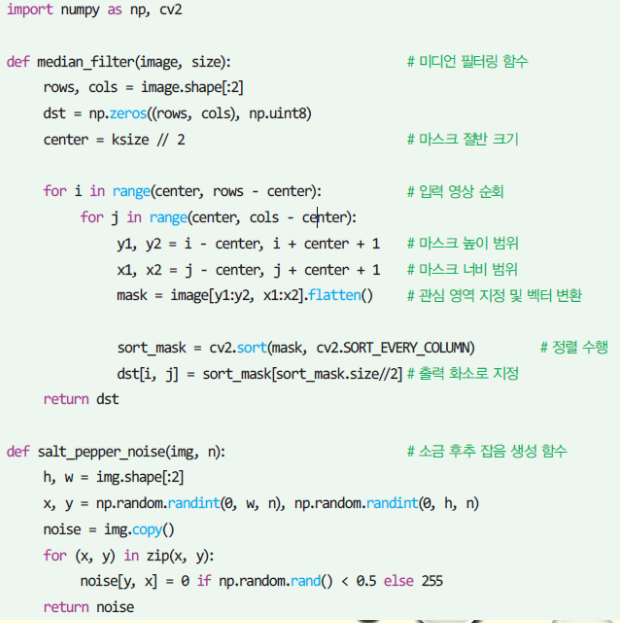 import numpy as np, cv2
def median_filter(image, size): # 미디언 필터링 함수
rows, cols = image.shape[:2]
dst = np.zeros((rows, cols), np.uint8)
center = ksize // 2 # 마스크 절반 크기
for i in range(center, rows - center): # 입력 영상 순회
for j in range(center, cols - center):
y1, y2 = i - center, i + center + 1 # 마스크 높이 범위
x1, x2 = j - center, j + center + 1 # 마스크 너비 범위
mask = image[y1:y2, x1:x2].flatten() # 관심 영역 지정 및 벡터 변환
sort_mask = cv2.sort(mask, cv2.SORT_EVERY_COLUMN) # 정렬 수행
dst[i, j] = sort_mask[sort_mask.size//2] # 출력 화소로 지정
return dst
def salt_pepper_noise(img, n): # 소금 후추 잡음 생성 함수
h, w = img.shape[:2]
x, y = np.random.randint(0, w, n), np.random.randint(0, h, n)
noise = img.copy()
for (x, y) in zip(x, y):
noise[y, x] = 0 if np.random.rand() < 0.5 else 255
return noise